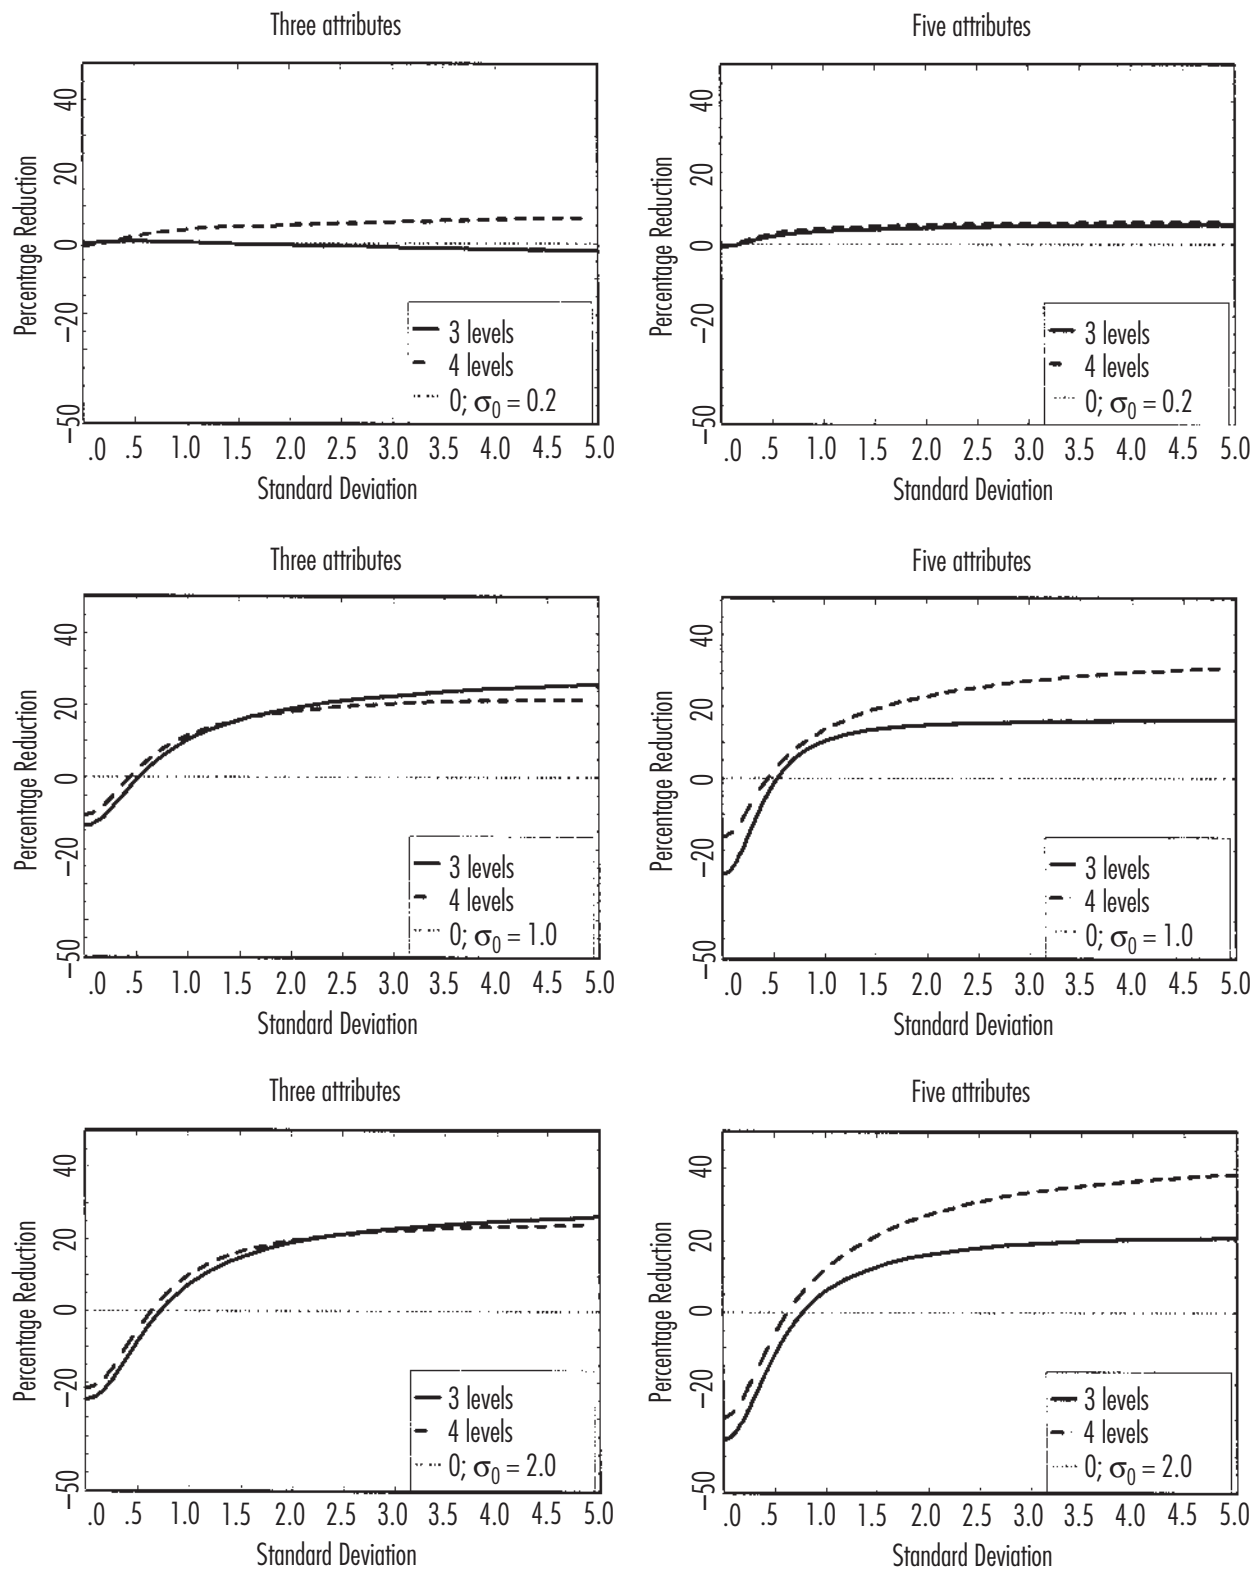 Three attributes
Percentage Reduction
40
20
0
−20
−50
3 levels
4 levels
0; σ₀ = 0.2
.0 .5 1.0 1.5 2.0 2.5 3.0 3.5 4.0 4.5 5.0
Standard Deviation
Five attributes
Percentage Reduction
40
20
0
−20
−50
3 levels
4 levels
0; σ₀ = 0.2
.0 .5 1.0 1.5 2.0 2.5 3.0 3.5 4.0 4.5 5.0
Standard Deviation
Three attributes
Percentage Reduction
40
20
0
−20
−50
3 levels
4 levels
0; σ₀ = 1.0
.0 .5 1.0 1.5 2.0 2.5 3.0 3.5 4.0 4.5 5.0
Standard Deviation
Five attributes
Percentage Reduction
40
20
0
−20
−50
3 levels
4 levels
0; σ₀ = 1.0
.0 .5 1.0 1.5 2.0 2.5 3.0 3.5 4.0 4.5 5.0
Standard Deviation
Three attributes
Percentage Reduction
40
20
0
−20
−50
3 levels
4 levels
0; σ₀ = 2.0
.0 .5 1.0 1.5 2.0 2.5 3.0 3.5 4.0 4.5 5.0
Standard Deviation
Five attributes
Percentage Reduction
40
20
0
−20
−50
3 levels
4 levels
0; σ₀ = 2.0
.0 .5 1.0 1.5 2.0 2.5 3.0 3.5 4.0 4.5 5.0
Standard Deviation